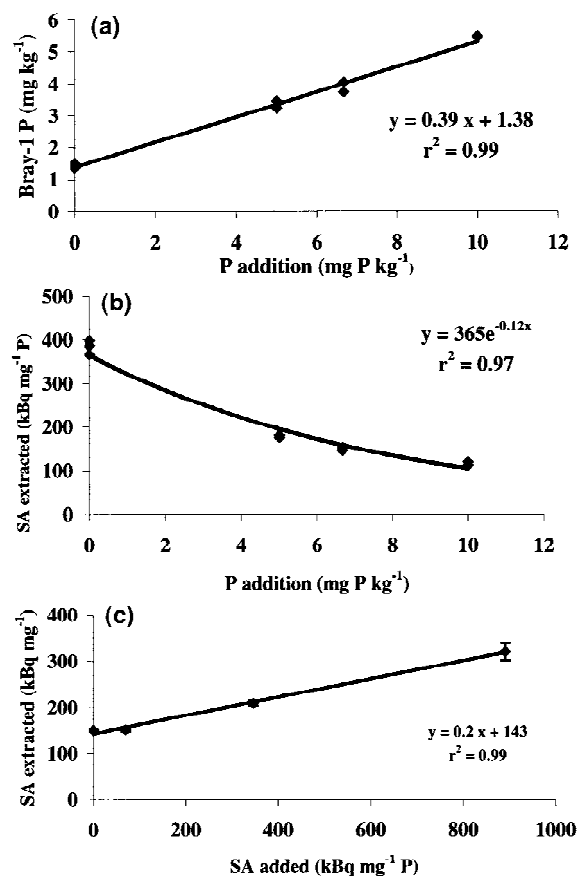 (a)
Bray-1 P (mg kg⁻¹)
6
5
4
3
2
1
0
y = 0.39 x + 1.38
r² = 0.99
0 2 4 6 8 10 12
P addition (mg P kg⁻¹)
(b)
SA extracted (kBq mg⁻¹ P)
500
400
300
200
100
0
y = 365e⁻⁰·¹²ˣ
r² = 0.97
0 2 4 6 8 10 12
P addition (mg P kg⁻¹)
(c)
SA extracted (kBq mg⁻¹)
400
300
200
100
0
y = 0.2 x + 143
r² = 0.99
0 200 400 600 800 1000
SA added (kBq mg⁻¹ P)